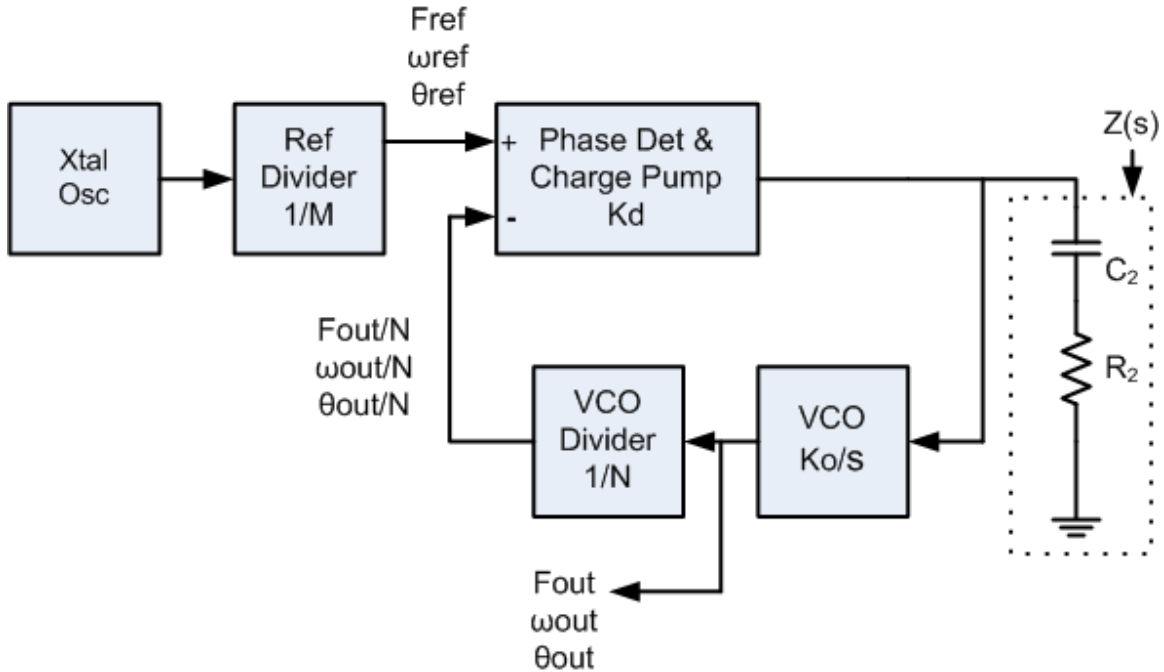 Fref
ωref
θref
Xtal
Osc
Ref
Divider
1/M
+
-
Phase Det &
Charge Pump
Kd
Z(s)
C₂
R₂
Fout/N
ωout/N
θout/N
VCO
Divider
1/N
VCO
Ko/s
Fout
ωout
θout